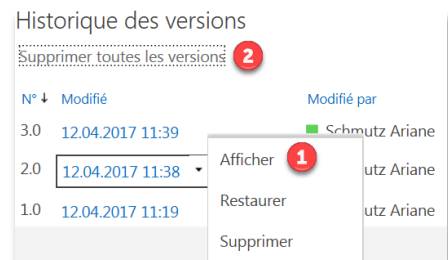 Historique des versions
Supprimer toutes les versions 2
N° ↓ Modifié Modifié par
3.0 12.04.2017 11:39 Schmutz Ariane
Afficher 1
2.0 12.04.2017 11:38 utz Ariane
Restaurer
1.0 12.04.2017 11:19 utz Ariane
Supprimer